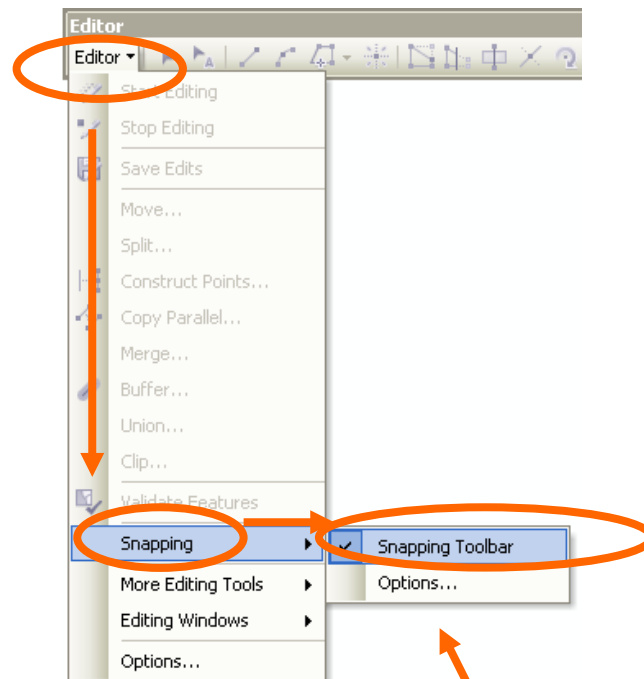 Editor
Editor
Start Editing
Stop Editing
Save Edits
Move...
Split...
Construct Points...
Copy Parallel...
Merge...
Buffer...
Union...
Clip...
Validate Features
Snapping
Snapping Toolbar
More Editing Tools
Options...
Editing Windows
Options...